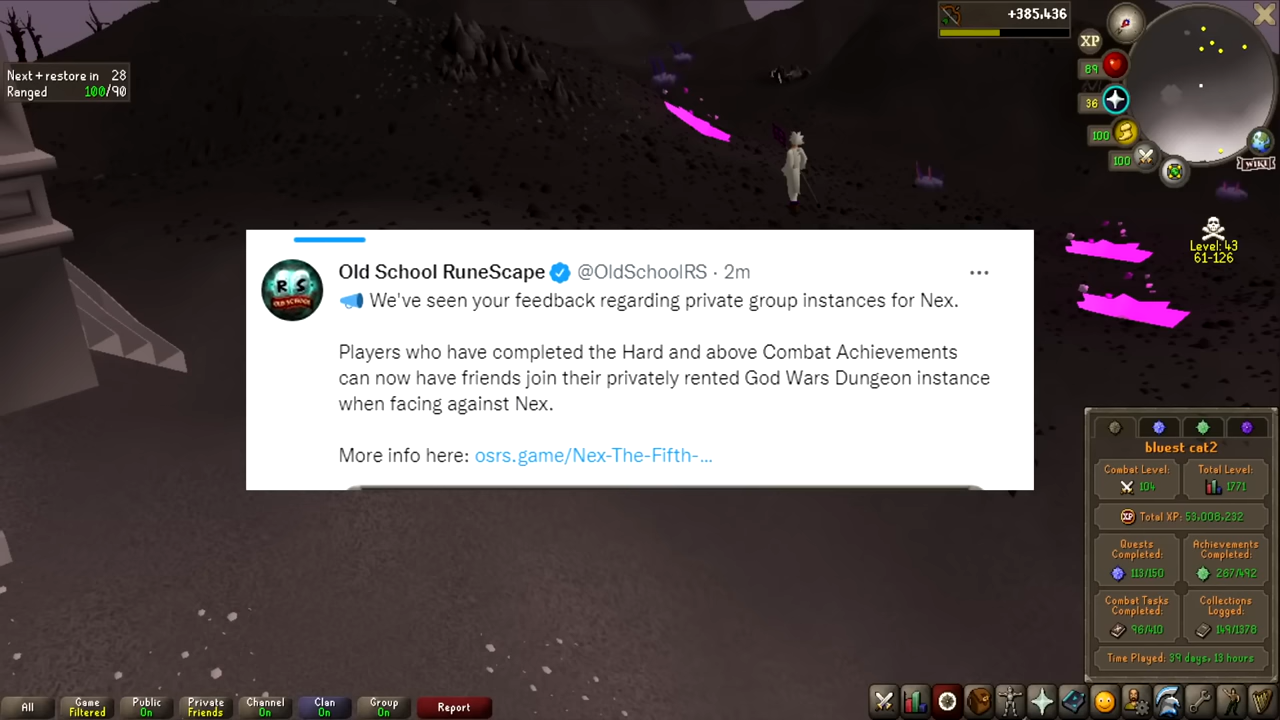 +385,436
XP
Next + restore in 28
Ranged 100/90
89
36
100
100
WIKI
Level: 43
61-126
Old School RuneScape @OldSchoolRS · 2m
📣 We've seen your feedback regarding private group instances for Nex.
Players who have completed the Hard and above Combat Achievements
can now have friends join their privately rented God Wars Dungeon instance
when facing against Nex.
More info here: osrs.game/Nex-The-Fifth-...
RS
OLD SCHOOL
bluest cat2
Combat Level: 104
Total Level: 1771
XP Total XP: 53,008,232
Quests Completed: 113/150
Achievements Completed: 267/492
Combat Tasks Completed: 96/410
Collections Logged: 149/1378
Time Played: 39 days, 13 hours
All
Game Filtered
Public On
Private Friends
Channel On
Clan On
Group On
Report